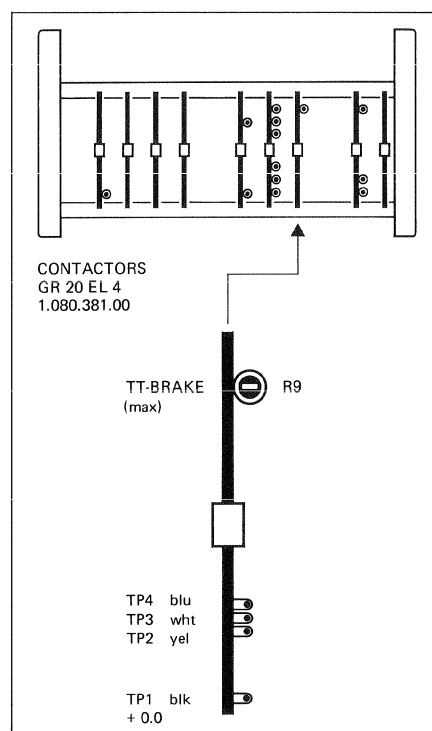 CONTACTORS
GR 20 EL 4
1.080.381.00
TT-BRAKE R9
(max)
TP4 blu
TP3 wht
TP2 yel
TP1 blk
+ 0.0